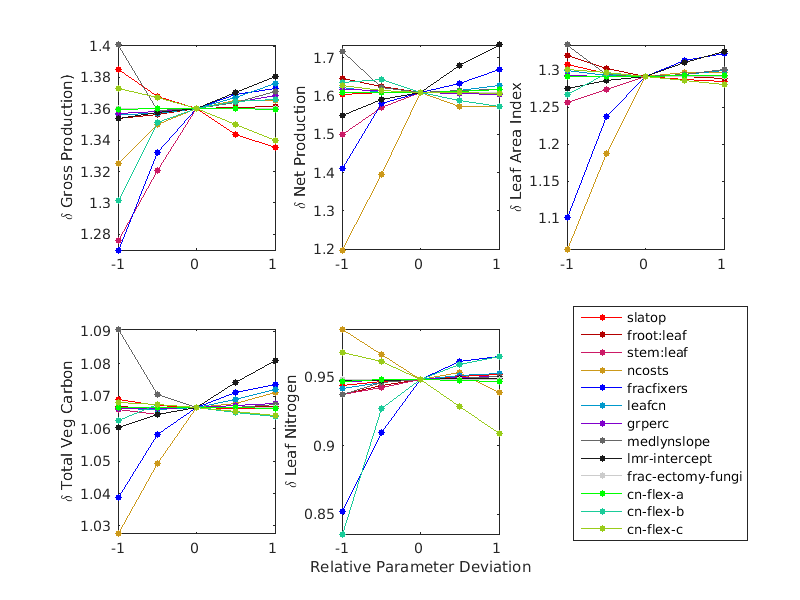 δ Gross Production)
1.4
1.38
1.36
1.34
1.32
1.3
1.28
-1
0
1
δ Net Production
1.7
1.6
1.5
1.4
1.3
1.2
-1
0
1
δ Leaf Area Index
1.3
1.25
1.2
1.15
1.1
-1
0
1
δ Total Veg Carbon
1.09
1.08
1.07
1.06
1.05
1.04
1.03
-1
0
1
δ Leaf Nitrogen
0.95
0.9
0.85
-1
0
1
Relative Parameter Deviation
slatop
froot:leaf
stem:leaf
ncosts
fracfixers
leafcn
grperc
medlynslope
lmr-intercept
frac-ectomy-fungi
cn-flex-a
cn-flex-b
cn-flex-c